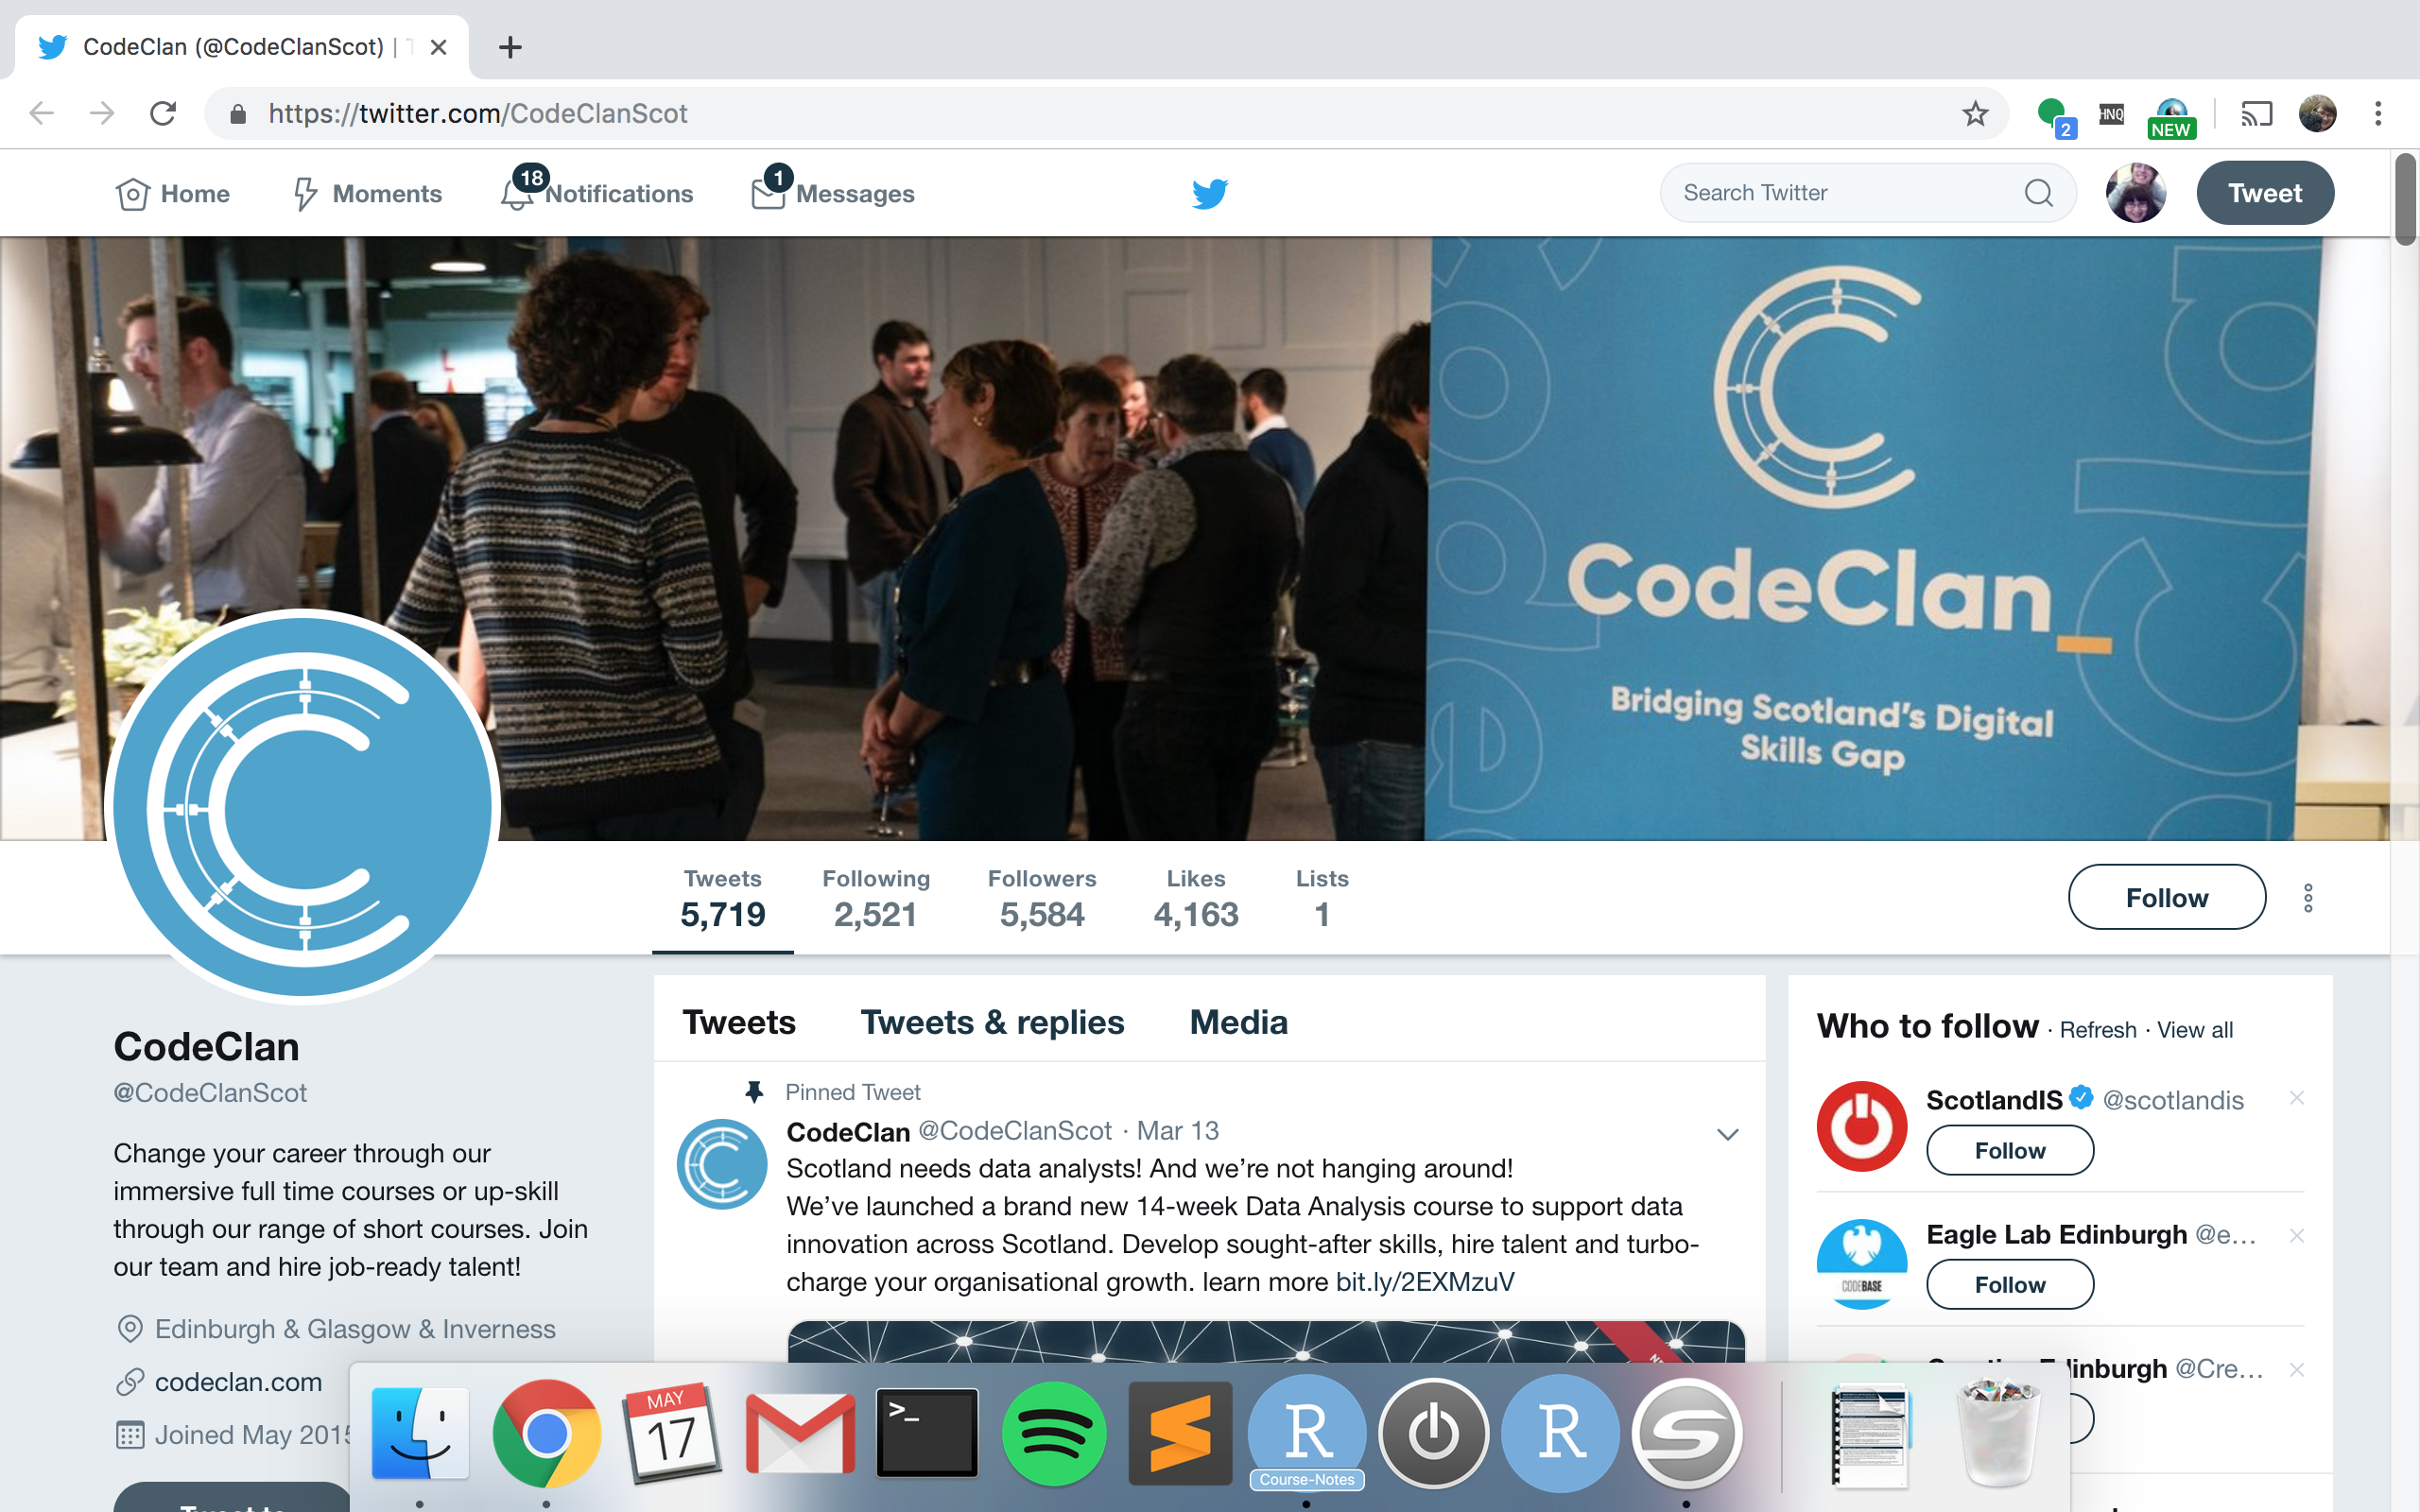 CodeClan (@CodeClanScot) |
https://twitter.com/CodeClanScot
2
HNQ
NEW
Home
Moments
18
Notifications
1
Messages
Search Twitter
Tweet
CodeClan_
Bridging Scotland's Digital
Skills Gap
Tweets
5,719
Following
2,521
Followers
5,584
Likes
4,163
Lists
1
Follow
CodeClan
@CodeClanScot
Change your career through our
immersive full time courses or up-skill
through our range of short courses. Join
our team and hire job-ready talent!
Edinburgh & Glasgow & Inverness
codeclan.com
Joined May 2015
Tweets
Tweets & replies
Media
Pinned Tweet
CodeClan @CodeClanScot · Mar 13
Scotland needs data analysts! And we’re not hanging around!
We’ve launched a brand new 14-week Data Analysis course to support data
innovation across Scotland. Develop sought-after skills, hire talent and turbo-
charge your organisational growth. learn more bit.ly/2EXMzuV
Who to follow · Refresh · View all
ScotlandIS @scotlandis
Follow
Eagle Lab Edinburgh @e...
CODEBASE
Follow
Edinburgh @Cre...
MAY
17
>_
R
Course-Notes
R
S